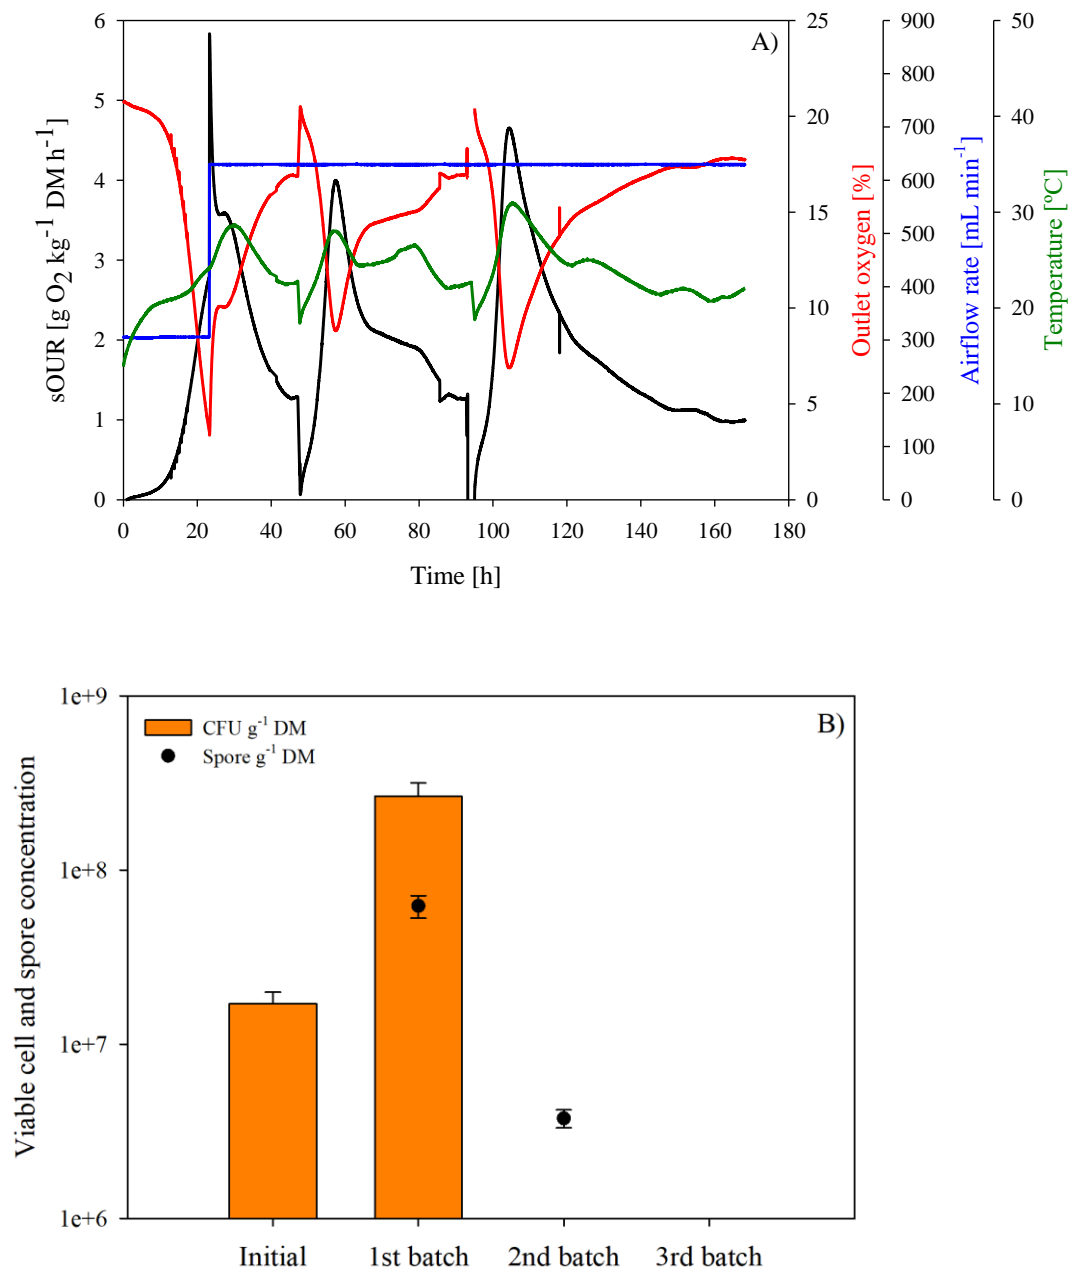 A)
sOUR [g O2 kg-1 DM h-1]
6
5
4
3
2
1
0
0 20 40 60 80 100 120 140 160 180
Time [h]
25
20
15
10
5
0
Outlet oxygen [%]
900
800
700
600
500
400
300
200
100
0
Airflow rate [mL min-1]
50
40
30
20
10
0
Temperature [ºC]
B)
CFU g-1 DM
Spore g-1 DM
Viable cell and spore concentration
1e+9
1e+8
1e+7
1e+6
Initial 1st batch 2nd batch 3rd batch